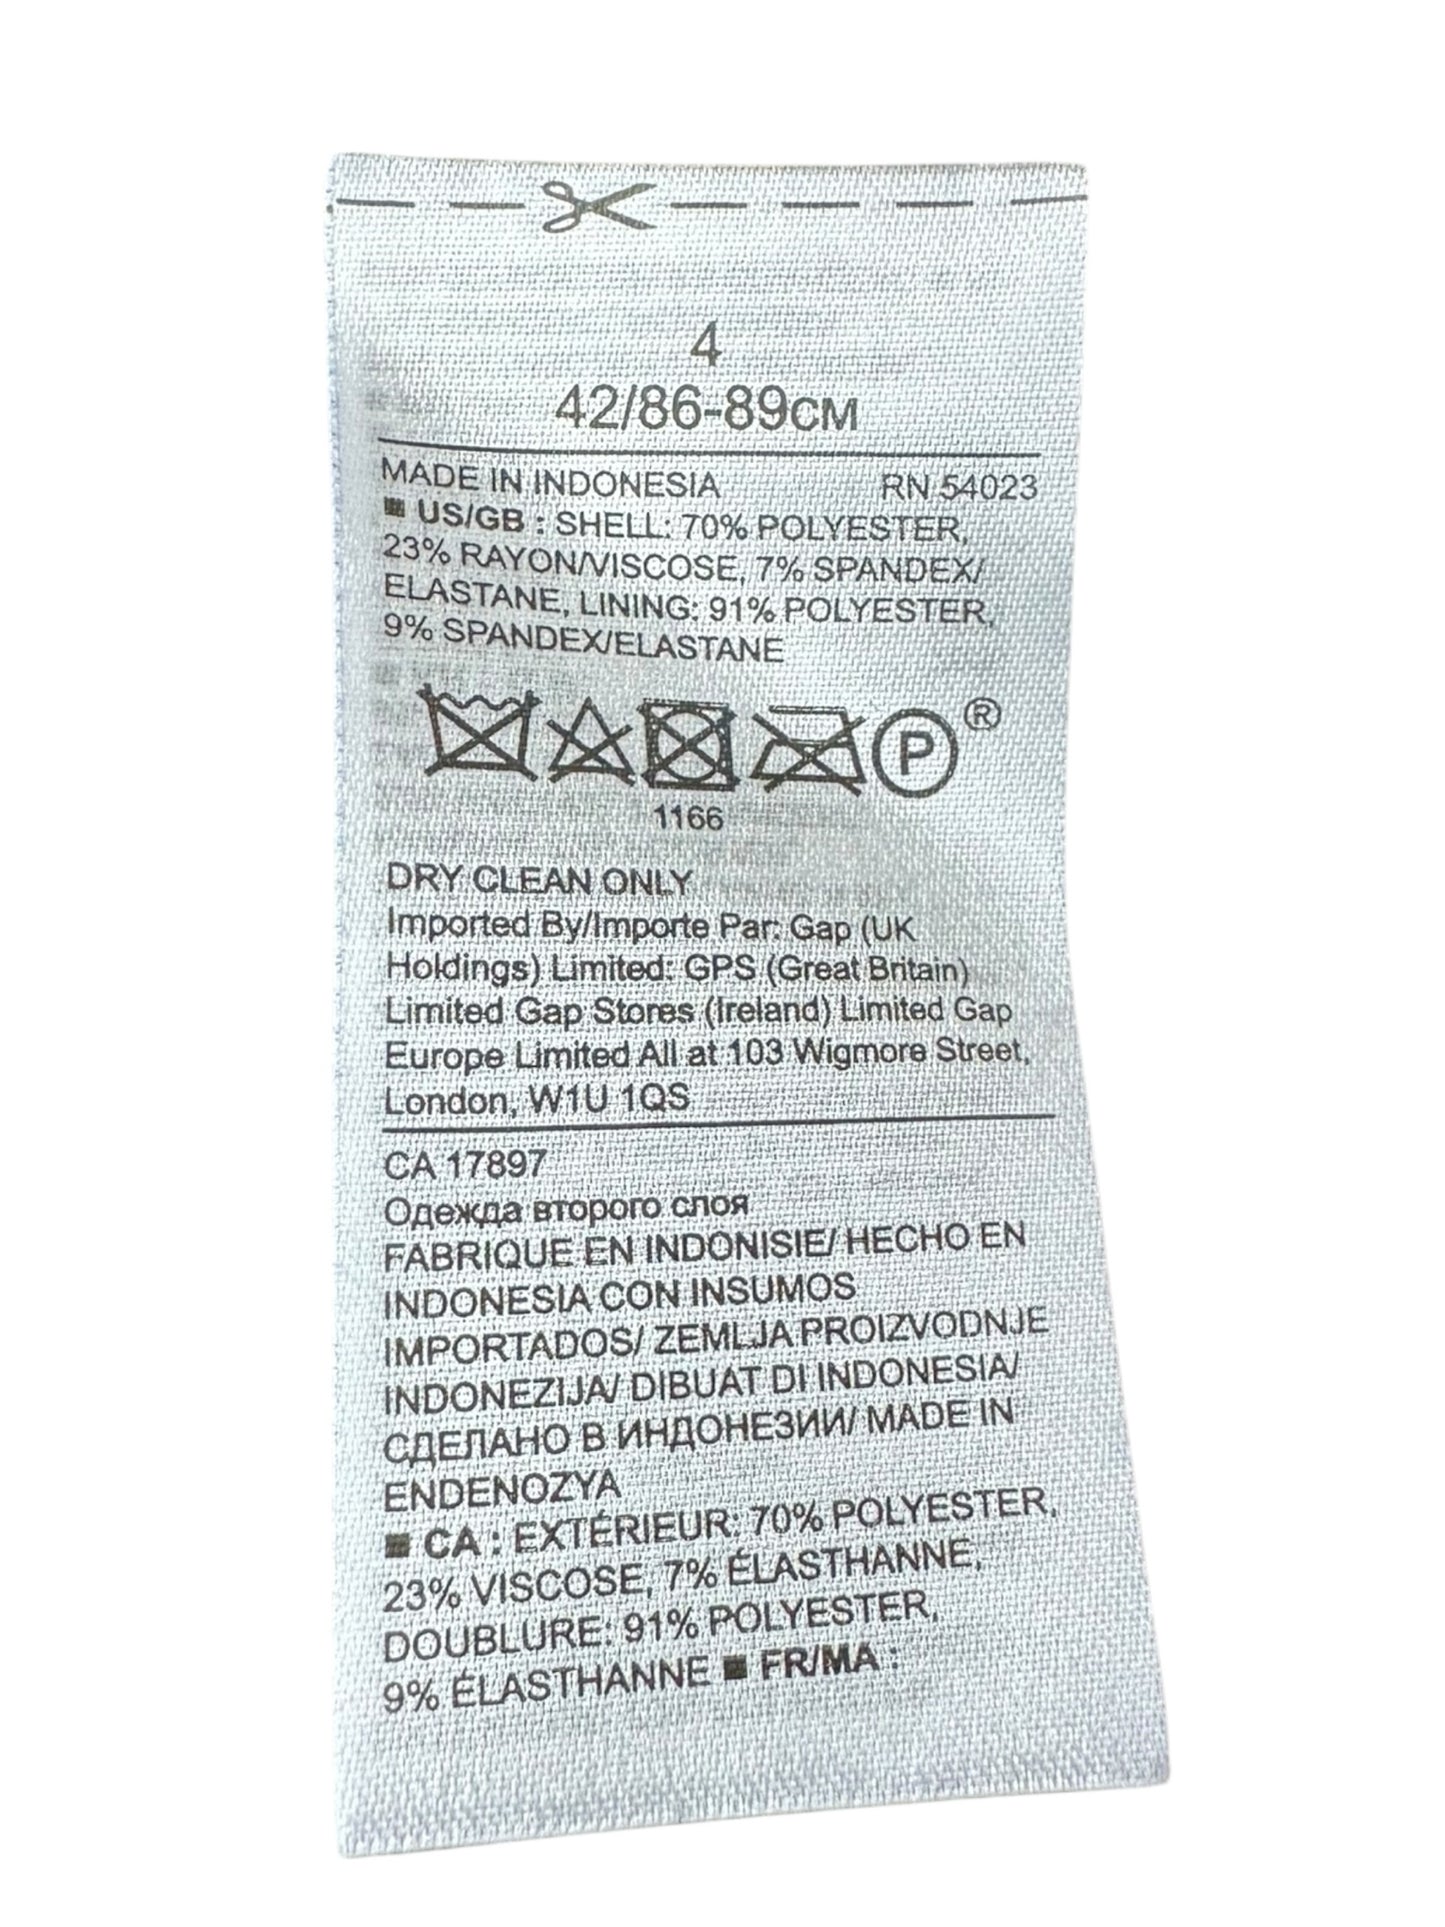 4
42/86-89CM
MADE IN INDONESIA RN 54023
■ US/GB : SHELL: 70% POLYESTER,
23% RAYON/VISCOSE, 7% SPANDEX/
ELASTANE, LINING: 91% POLYESTER,
9% SPANDEX/ELASTANE
P ®
1166
DRY CLEAN ONLY
Imported By/Importe Par: Gap (UK
Holdings) Limited: GPS (Great Britain)
Limited Gap Stores (Ireland) Limited Gap
Europe Limited All at 103 Wigmore Street,
London, W1U 1QS
CA 17897
Одежда второго слоя
FABRIQUE EN INDONISIE/ HECHO EN
INDONESIA CON INSUMOS
IMPORTADOS/ ZEMLJA PROIZVODNJE
INDONEZIJA/ DIBUAT DI INDONESIA/
СДЕЛАНО В ИНДОНЕЗИИ/ MADE IN
ENDENOZYA
■ CA : EXTÉRIEUR: 70% POLYESTER,
23% VISCOSE, 7% ÉLASTHANNE,
DOUBLURE: 91% POLYESTER,
9% ÉLASTHANNE ■ FR/MA :